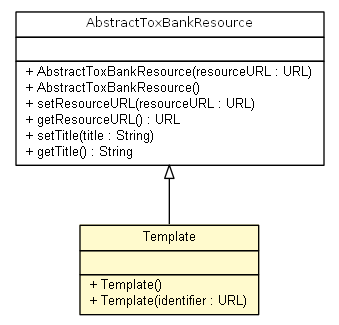 AbstractToxBankResource
+ AbstractToxBankResource(resourceURL : URL)
+ AbstractToxBankResource()
+ setResourceURL(resourceURL : URL)
+ getResourceURL() : URL
+ setTitle(title : String)
+ getTitle() : String
Template
+ Template()
+ Template(identifier : URL)